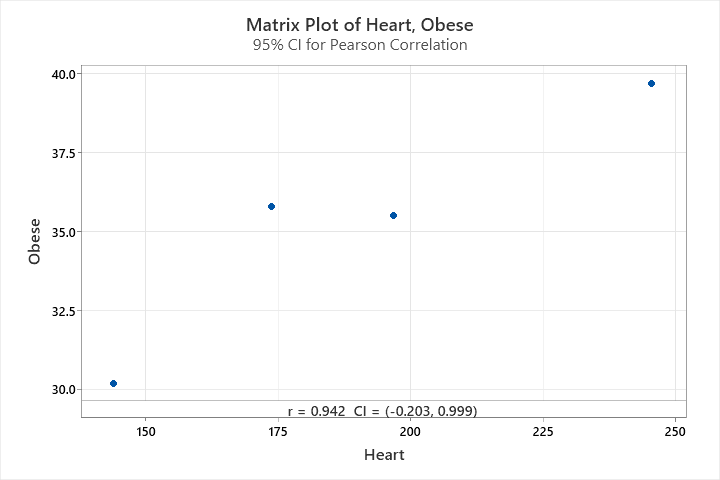 Matrix Plot of Heart, Obese
95% CI for Pearson Correlation
40.0
37.5
35.0
32.5
30.0
Obese
r = 0.942 CI = (-0.203, 0.999)
150
175
200
225
250
Heart